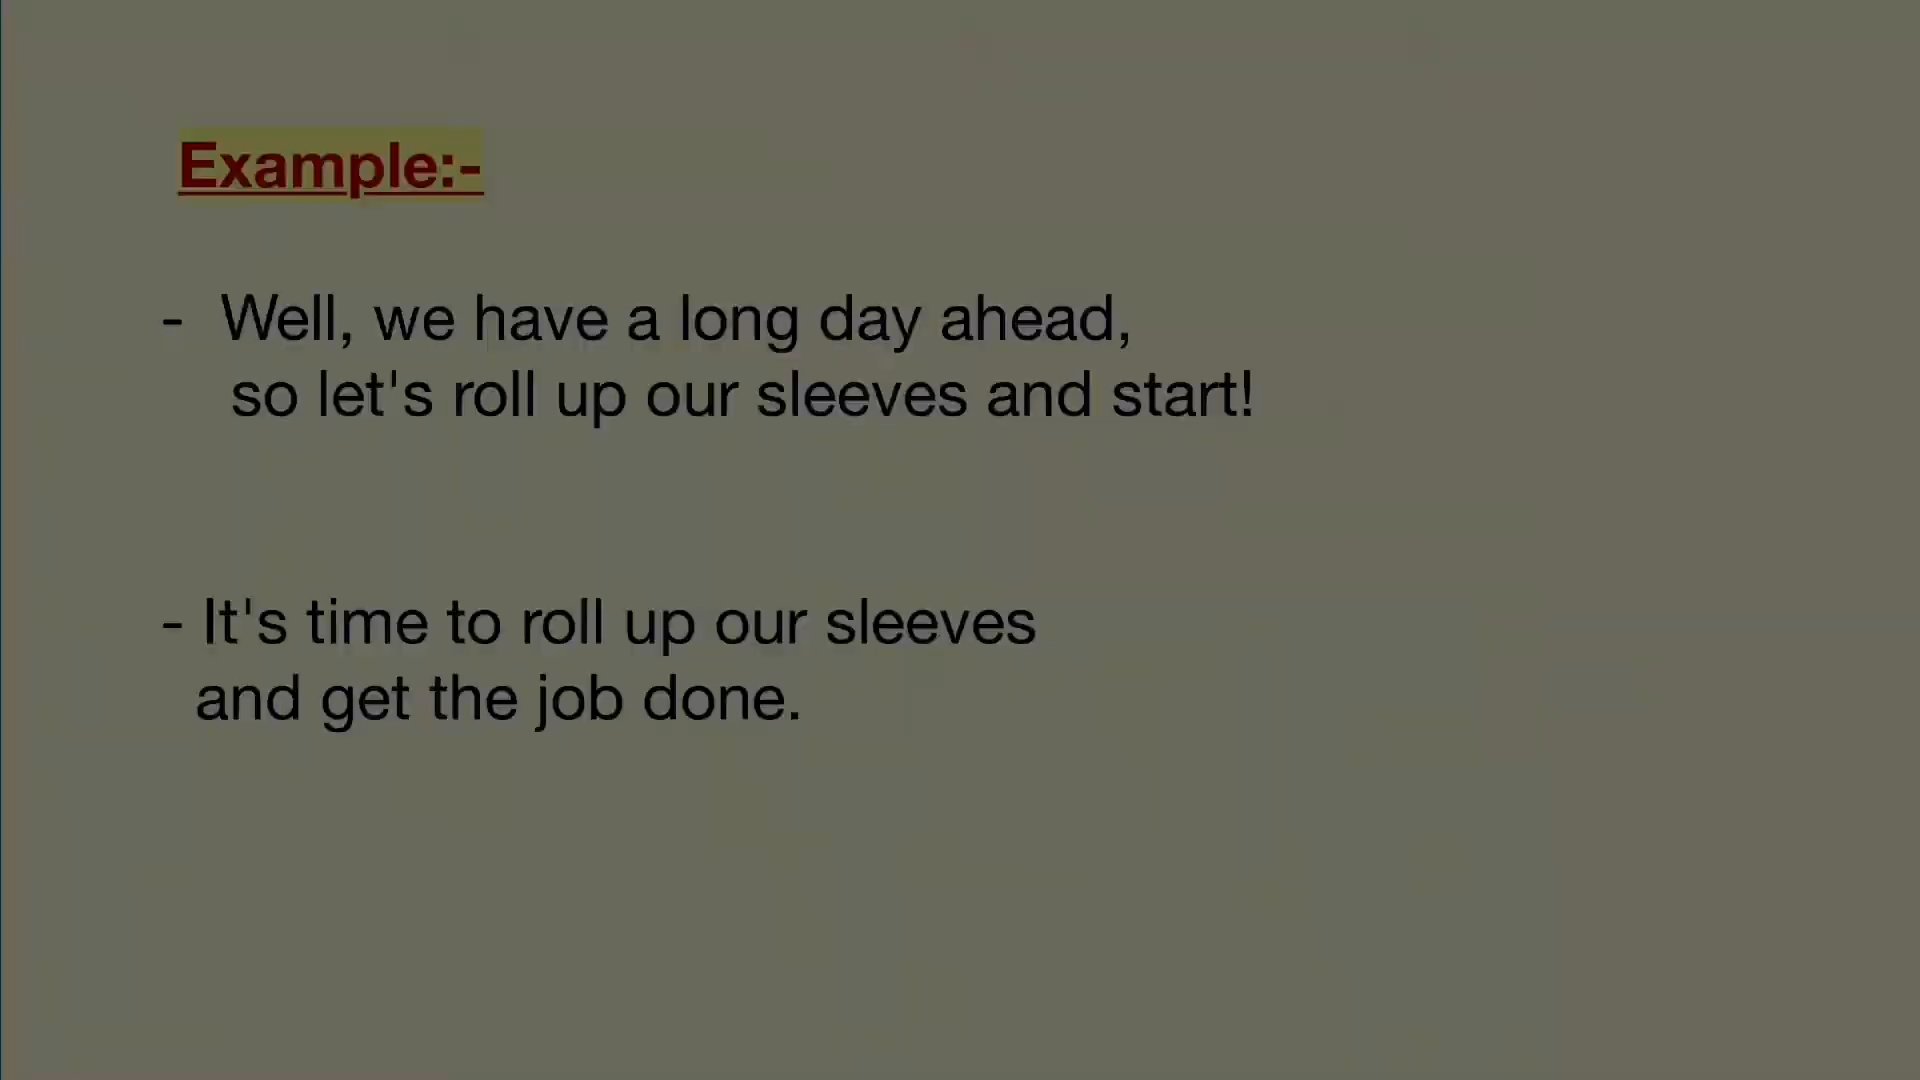 Example:-
- Well, we have a long day ahead,
so let's roll up our sleeves and start!
- It's time to roll up our sleeves
and get the job done.